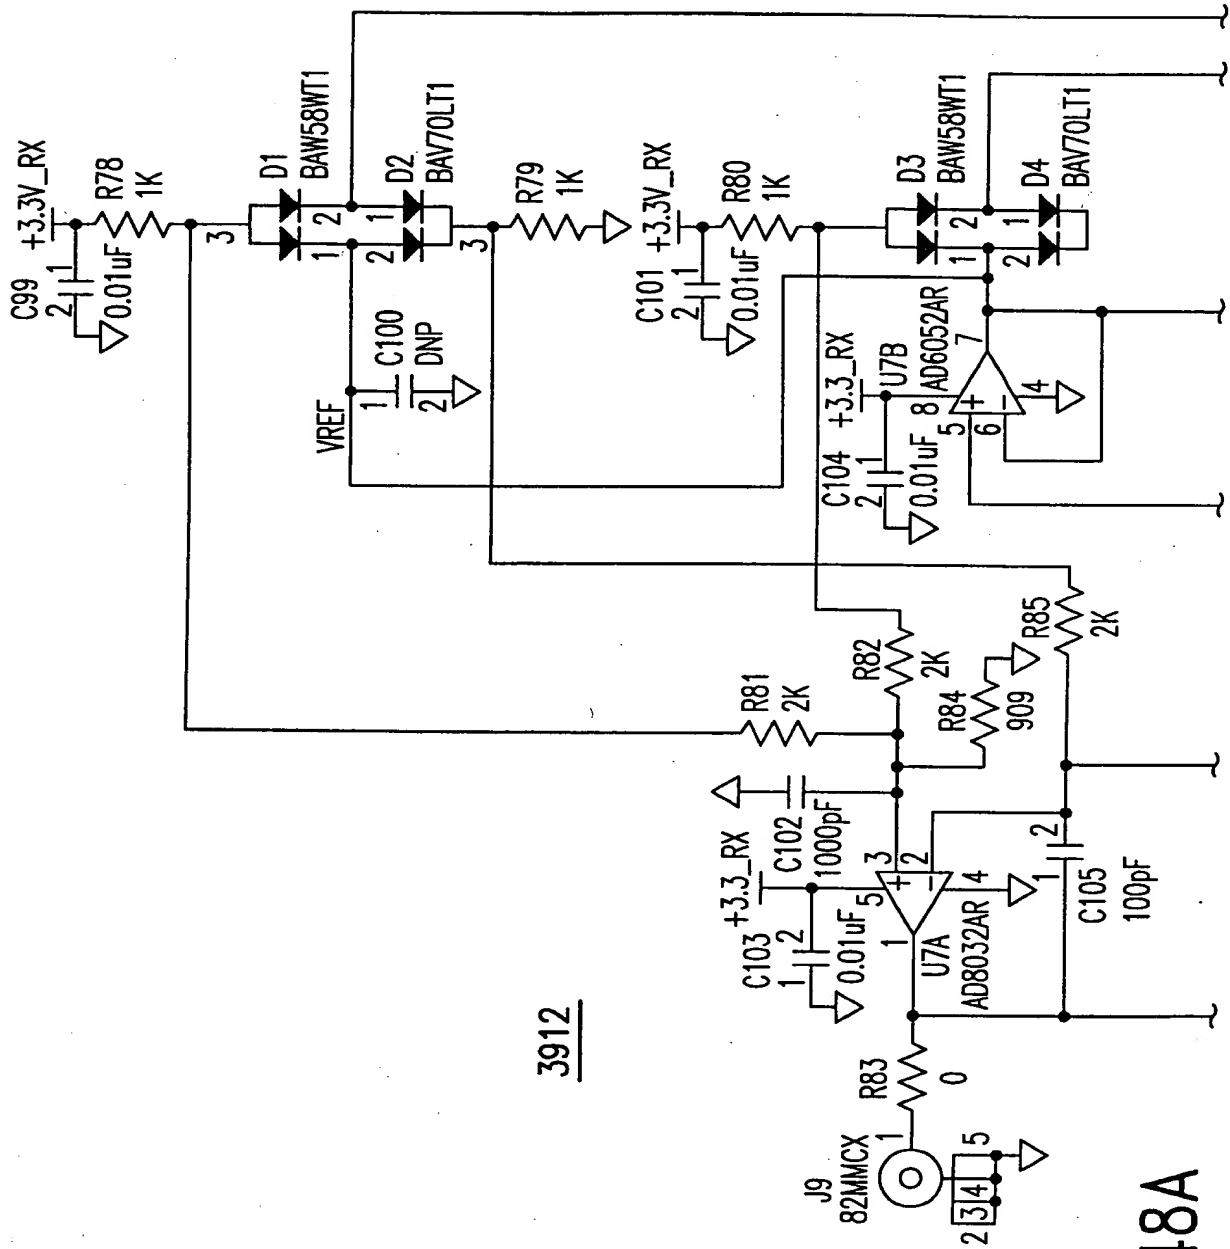 +3.3V_RX
C99
2 1
0.01uF
R78
1K
3
D1
BAW58WT1
1 2
D2
BAV70LT1
2 1
3
VREF
1
C100
2
DNP
R79
1K
+3.3V_RX
C101
2 1
0.01uF
R80
1K
D3
BAW58WT1
1 2
D4
BAV70LT1
2 1
+3.3_RX
C104
2 1
0.01uF
U7B
AD6052AR
8
5 +
6 -
7
4
R81
2K
R82
2K
R84
909
R85
2K
C102
1000pF
+3.3_RX
C103
1 2
0.01uF
5
3 +
2 -
1
4
U7A
AD8032AR
1 2
C105
100pF
3912
R83
0
J9
82MMCX
1
2 3 4 5
48A